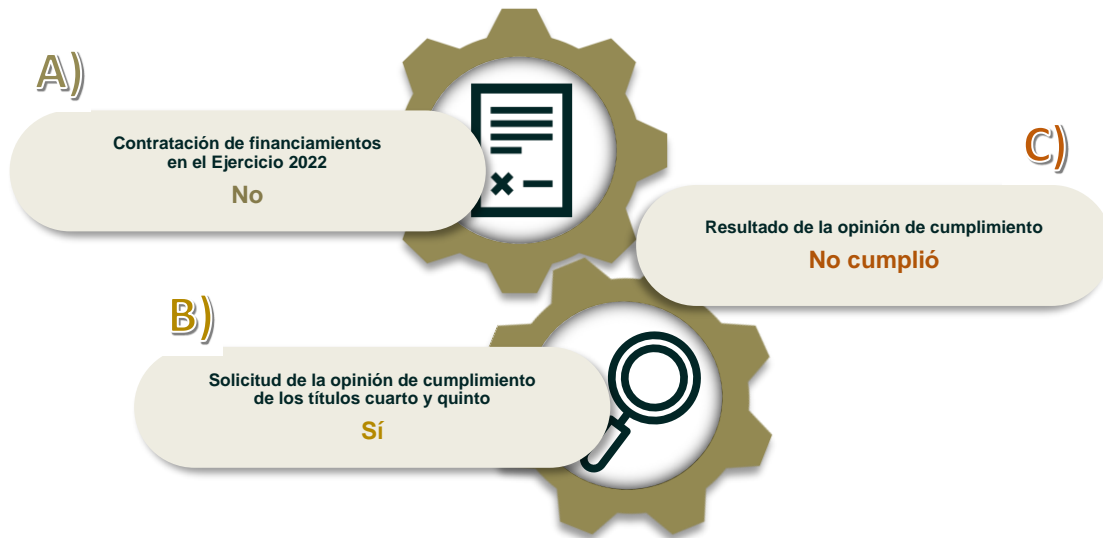 A)
Contratación de financiamientos
en el Ejercicio 2022
No
B)
Solicitud de la opinión de cumplimiento
de los títulos cuarto y quinto
Sí
C)
Resultado de la opinión de cumplimiento
No cumplió